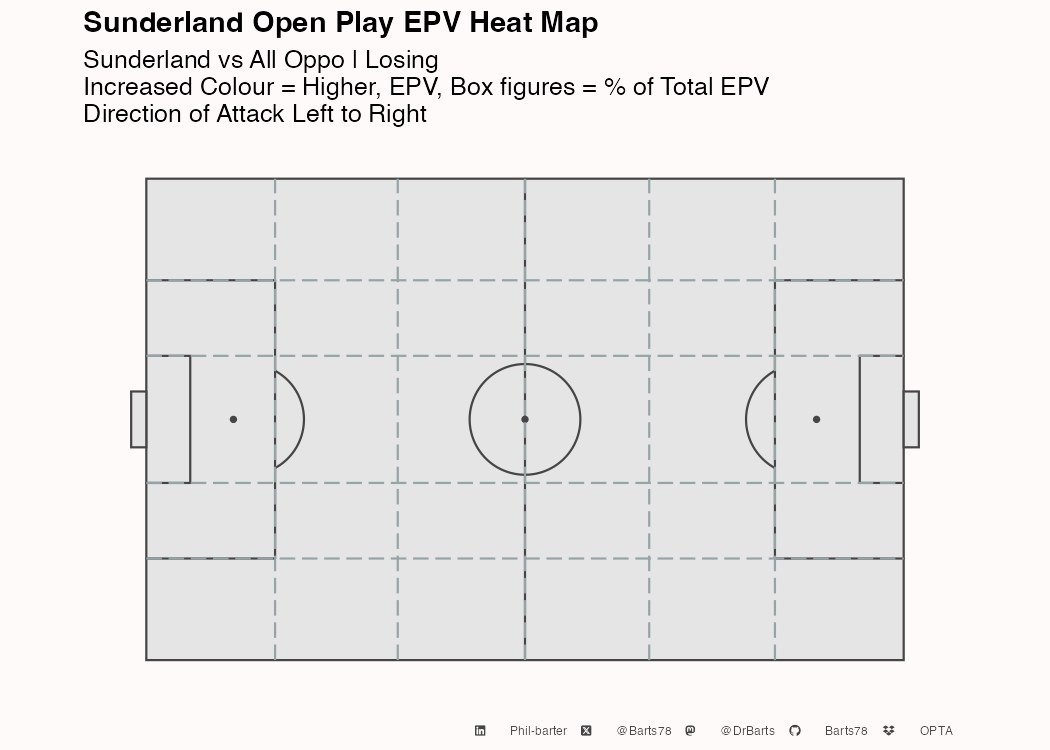 Sunderland Open Play EPV Heat Map
Sunderland vs All Oppo | Losing
Increased Colour = Higher, EPV, Box figures = % of Total EPV
Direction of Attack Left to Right
Phil-barter @Barts78 @DrBarts Barts78 OPTA